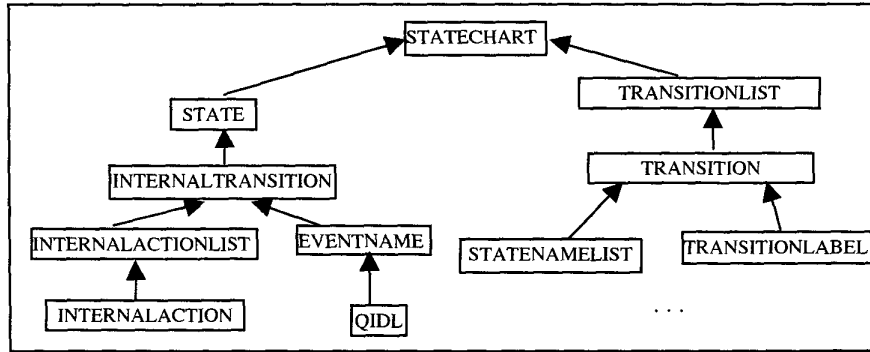 STATECHART
TRANSITIONLIST
STATE
TRANSITION
INTERNALTRANSITION
INTERNALACTIONLIST
EVENTNAME
STATENAMELIST
TRANSITIONLABEL
INTERNALACTION
QIDL
. . .